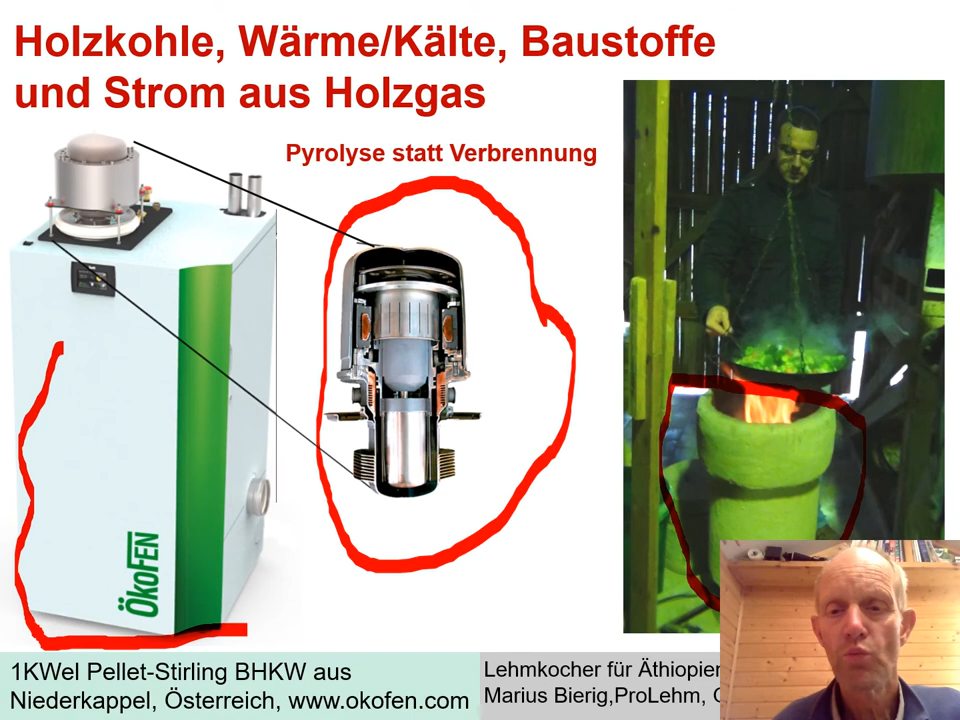 Holzkohle, Wärme/Kälte, Baustoffe
und Strom aus Holzgas
Pyrolyse statt Verbrennung
ÖkoFEN
1KWel Pellet-Stirling BHKW aus
Niederkappel, Österreich, www.okofen.com
Lehmkocher für Äthiopien
Marius Bierig,ProLehm,